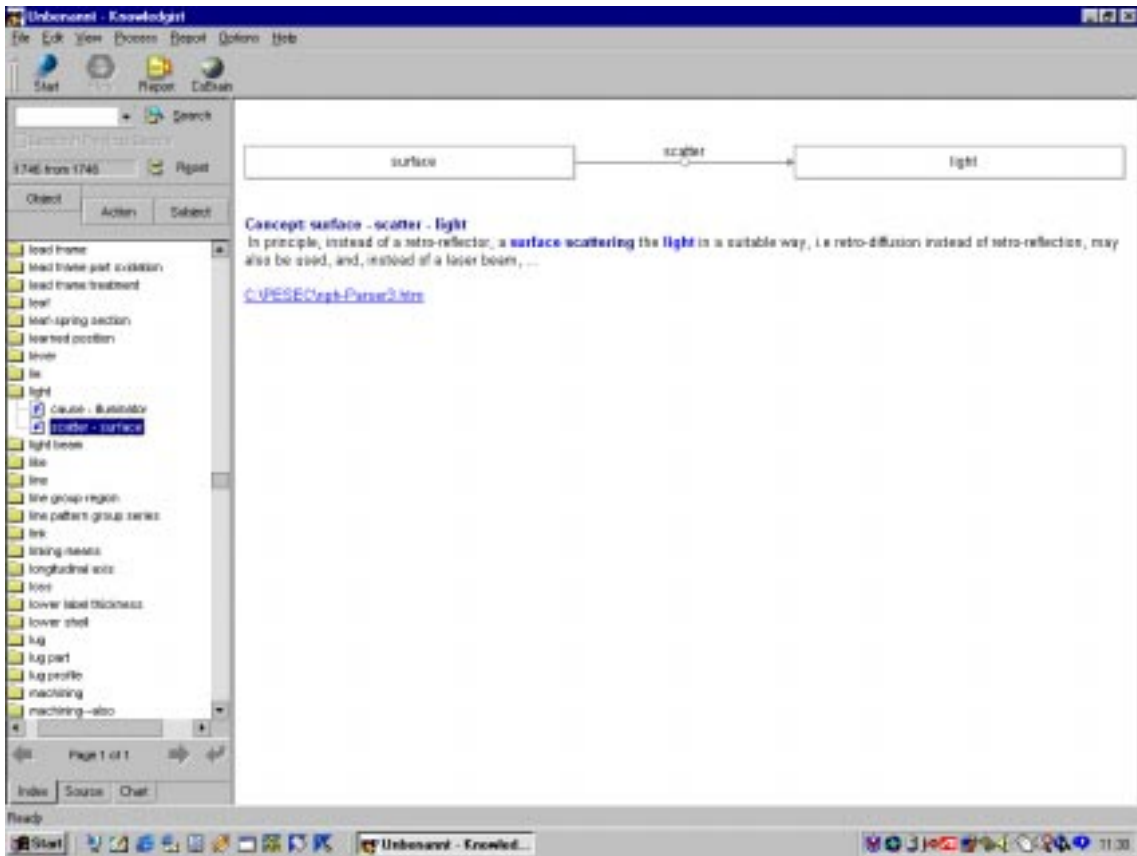 Unbenannt - Knowledgist
File Edit View Process Report Options Help
Start Report CoBrain
Search
1746 from 1746 Report
Object Action Subject
lead frame
lead frame part oxidation
lead frame treatment
leaf
leaf-spring section
learned position
lever
lie
light
cause - illuminator
scatter - surface
light beam
like
line
line group region
line pattern group series
link
linking means
longitudinal axis
loss
lower label thickness
lower shell
lug
lug part
lug profile
machining
machining--also
Page 1 of 1
Index Source Chart
Ready
surface scatter light
Concept: surface - scatter - light
In principle, instead of a retro-reflector, a surface scattering the light in a suitable way, i.e retro-diffusion instead of retro-reflection, may
also be used, and, instead of a laser beam, ...
C:\PESEC\nph-Parser3.htm
Start Unbenannt - Knowled... 11:38